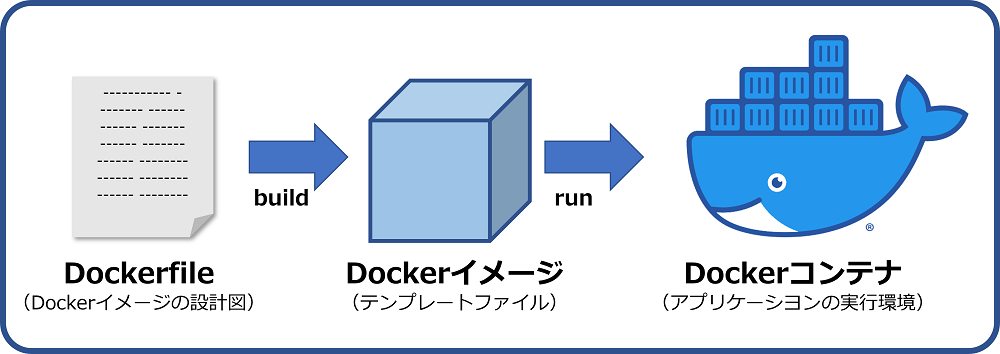 build
run
®
Dockerfile
(Dockerイメージの設計図)
Dockerイメージ
(テンプレートファイル)
Dockerコンテナ
(アプリケーションの実行環境)